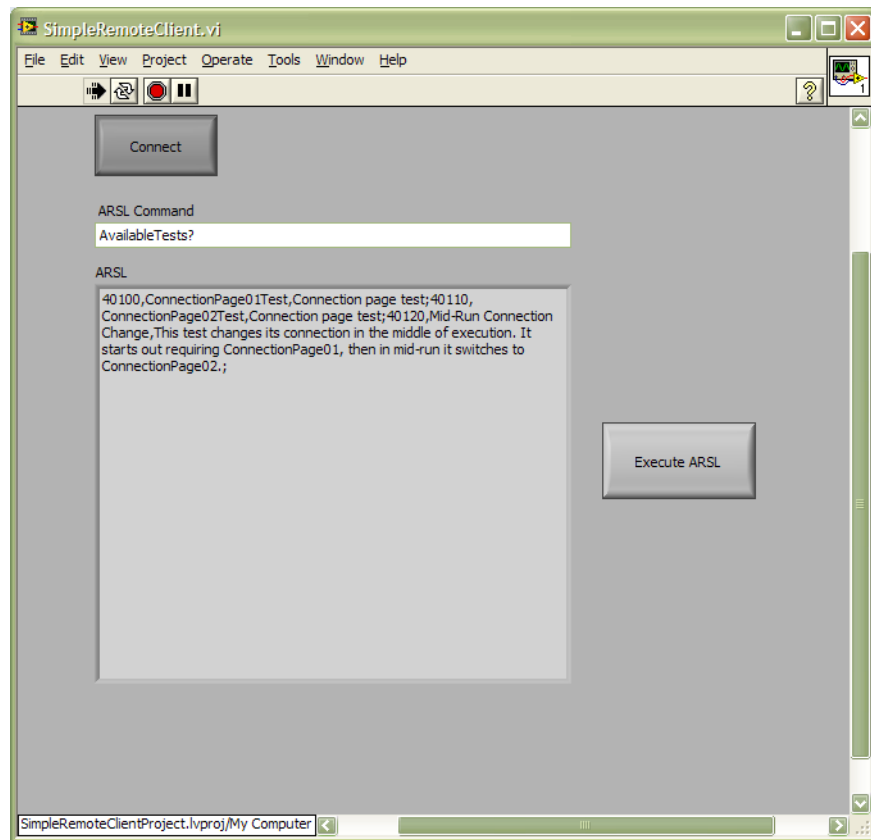 SimpleRemoteClient.vi
File Edit View Project Operate Tools Window Help
1
Connect
ARSL Command
AvailableTests?
ARSL
40100,ConnectionPage01Test,Connection page test;40110,
ConnectionPage02Test,Connection page test;40120,Mid-Run Connection
Change,This test changes its connection in the middle of execution. It
starts out requiring ConnectionPage01, then in mid-run it switches to
ConnectionPage02.;
Execute ARSL
SimpleRemoteClientProject.lvproj/My Computer